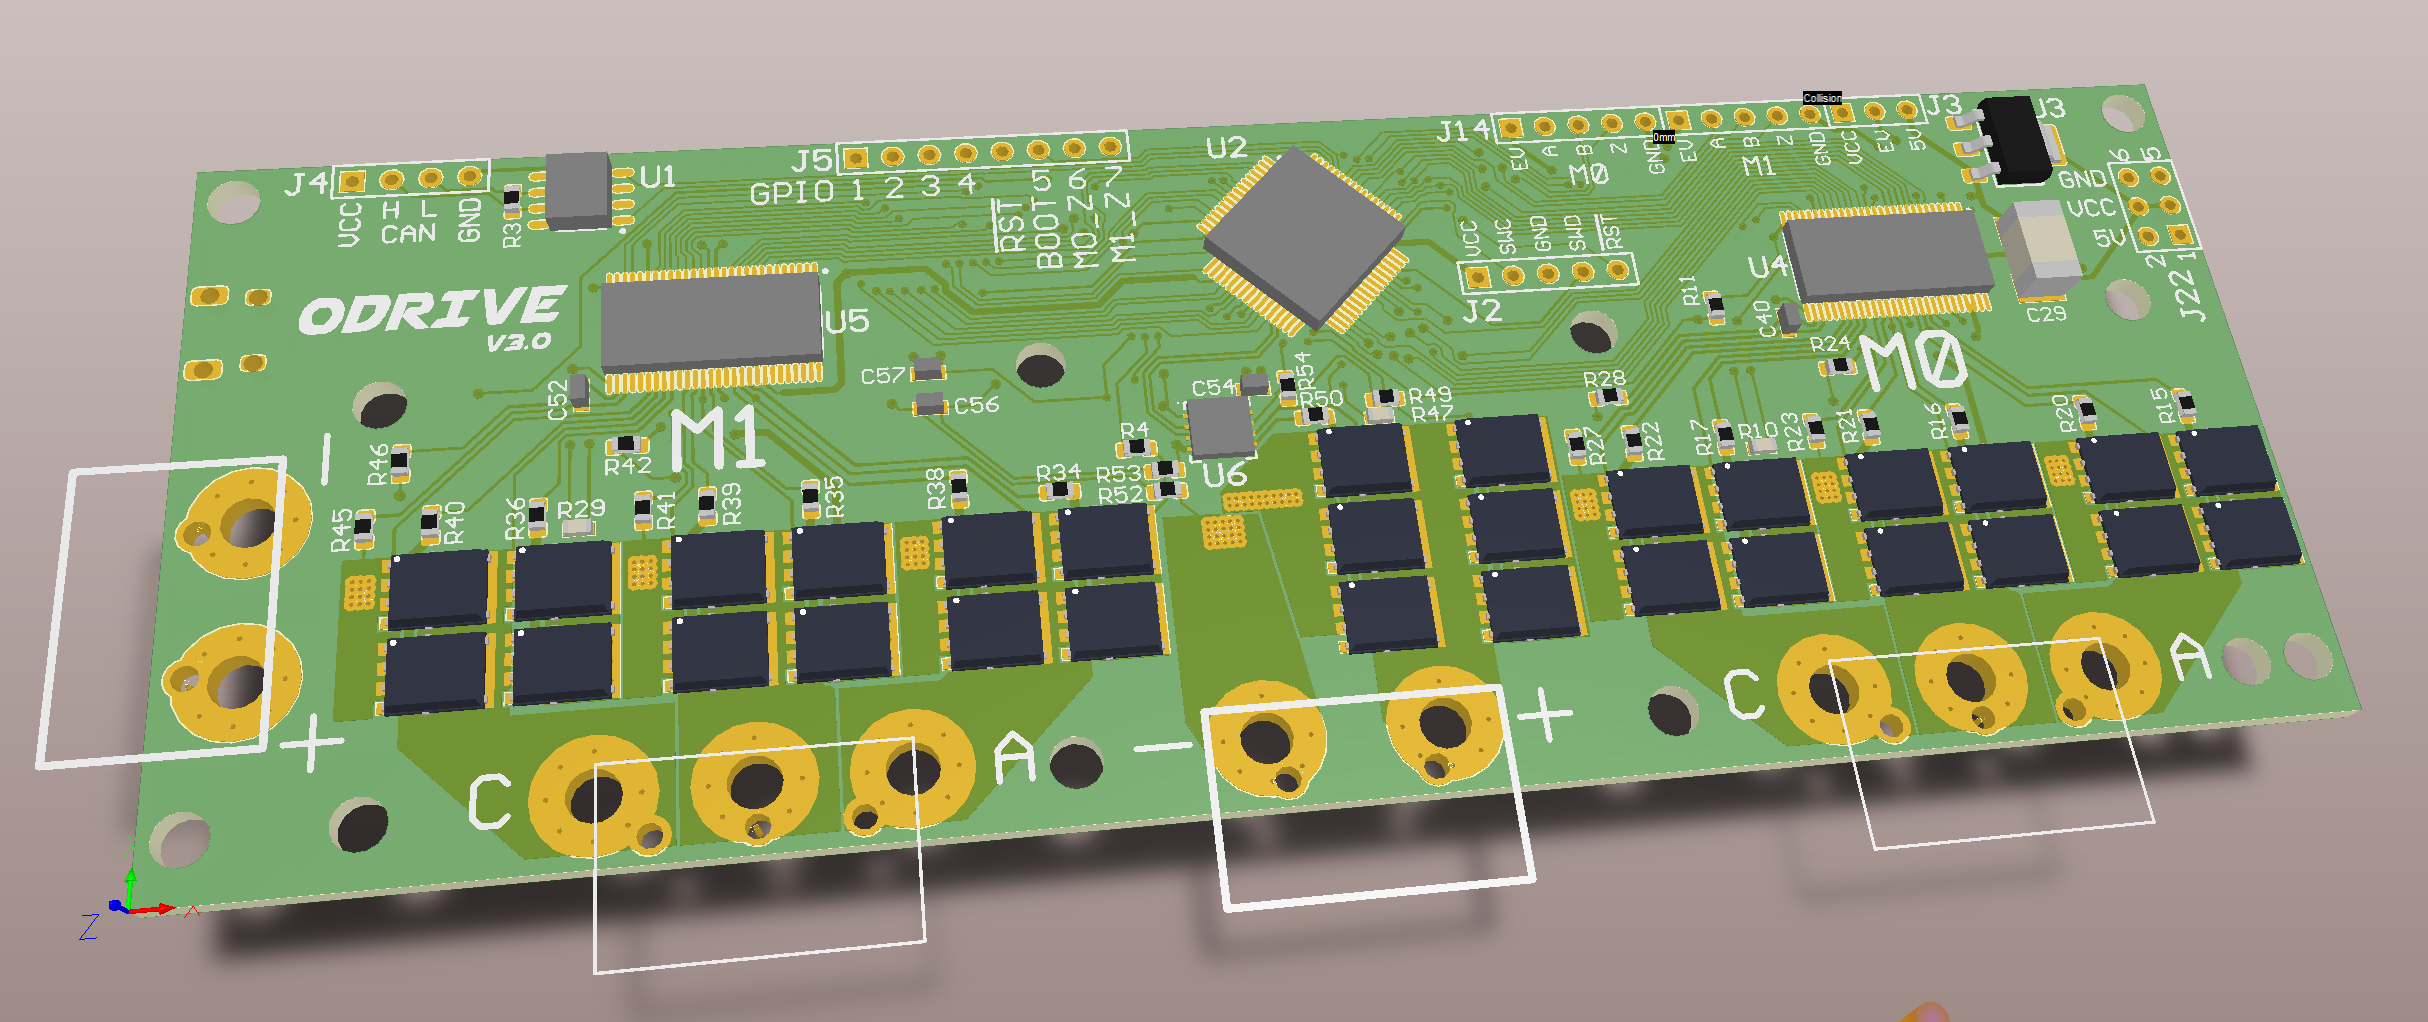 Collision
0mm
J4
VCC
H L
CAN
GND
R3
U1
J5
GPIO 1 2 3 4 5 6 7
RST
BOOT
M0_Z
M1_Z
U2
J14
EV
A
B
Z
GND
M0
EV
A
B
Z
GND
M1
VCC
EV
5V
J3
J3
VCC
SWC
GND
SWD
RST
J2
6 5
GND
VCC
5V
2 1
J22
ODRIVE
V3.0
U5
U4
C29
R11
C40
R24
M0
C52
C57
C56
C54
R54
R50
R49
R47
R28
M1
R46
R42
R4
R53
R52
U6
R27
R22
R17
R10
R23
R21
R16
R20
R15
R45
R40
R36
R29
R41
R39
R35
R38
R34
−
+
C
A
−
+
C
A
Z